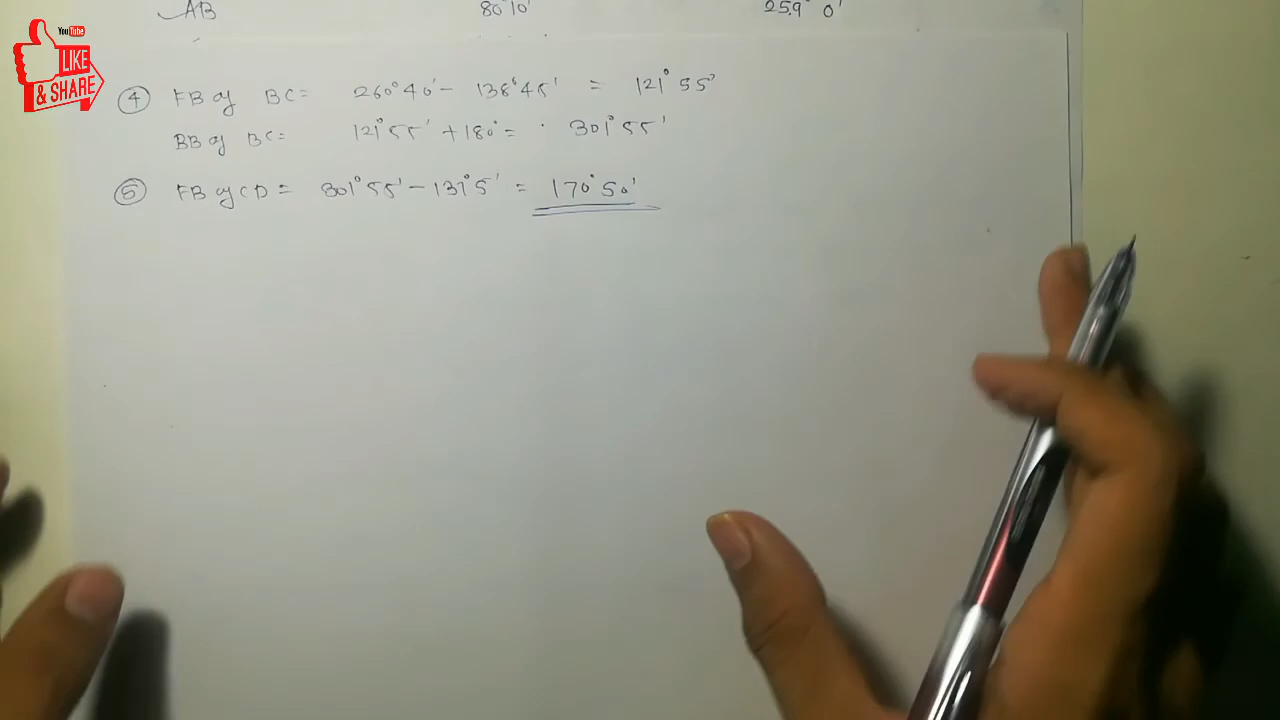 AB 80°10' 259° 0'
YouTube
LIKE
& SHARE
④ FB of BC = 260°40' - 138°45' = 121°55'
BB of BC = 121°55' + 180° = 301°55'
⑤ FB of CD = 301°55' - 131°5' = 170°50'